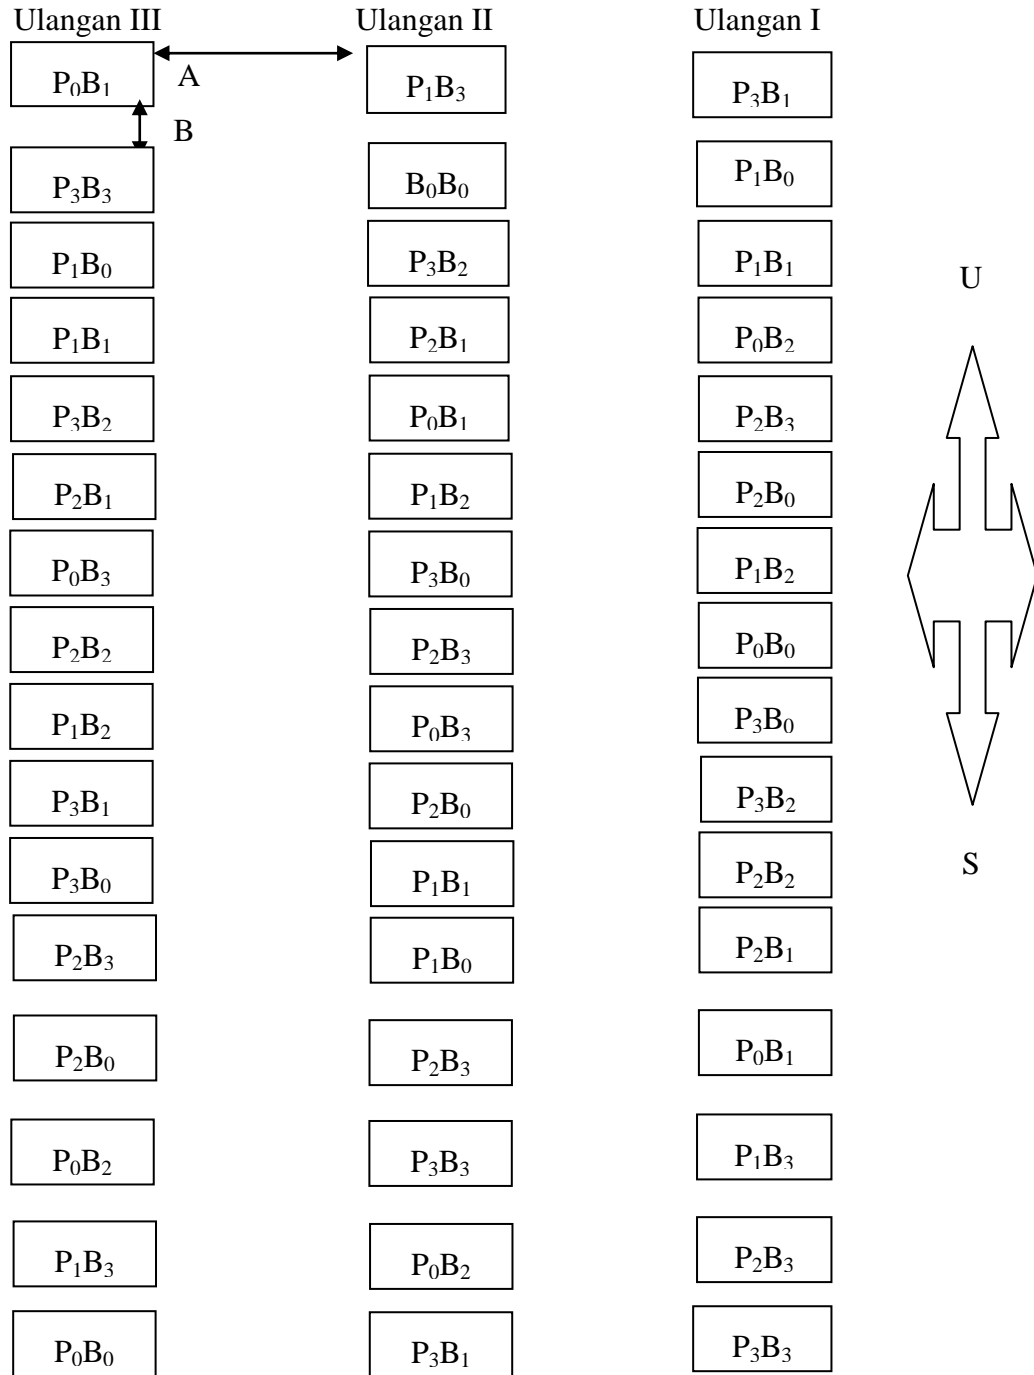 Ulangan III Ulangan II Ulangan I
P₀B₁ A P₁B₃ P₃B₁
B
P₃B₃ B₀B₀ P₁B₀
P₁B₀ P₃B₂ P₁B₁
U
P₁B₁ P₂B₁ P₀B₂
P₃B₂ P₀B₁ P₂B₃
P₂B₁ P₁B₂ P₂B₀
P₀B₃ P₃B₀ P₁B₂
P₂B₂ P₂B₃ P₀B₀
P₁B₂ P₀B₃ P₃B₀
P₃B₁ P₂B₀ P₃B₂
P₃B₀ P₁B₁ P₂B₂ S
P₂B₃ P₁B₀ P₂B₁
P₂B₀ P₂B₃ P₀B₁
P₀B₂ P₃B₃ P₁B₃
P₁B₃ P₀B₂ P₂B₃
P₀B₀ P₃B₁ P₃B₃